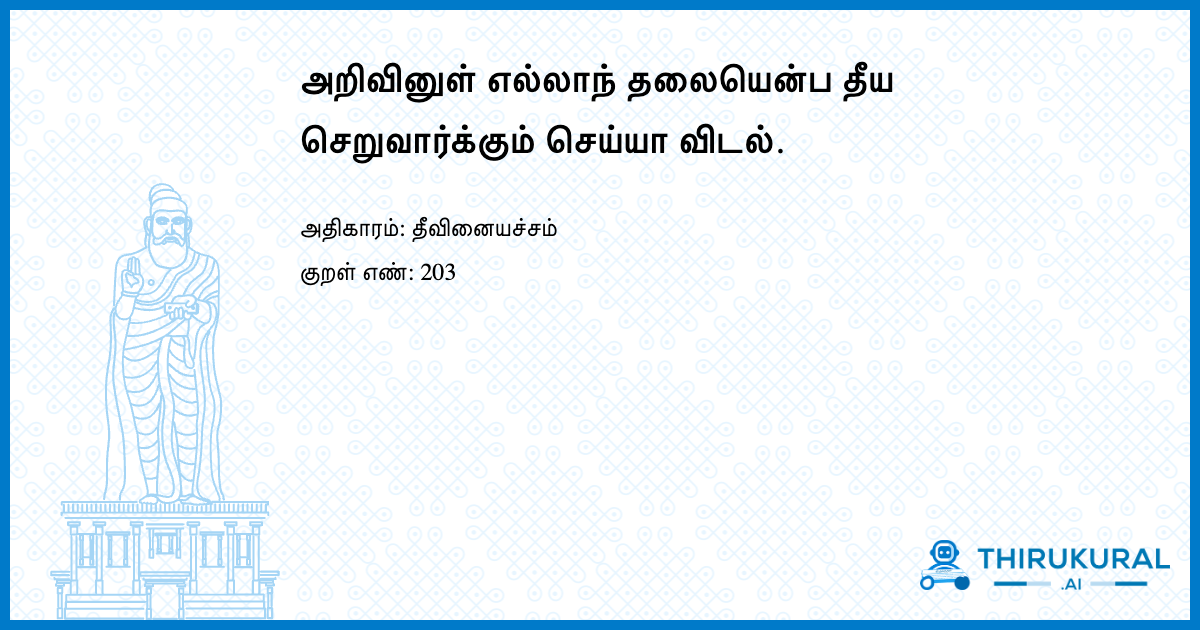 அறிவினுள் எல்லாந் தலையென்ப தீய
செறுவார்க்கும் செய்யா விடல்.
அதிகாரம்: தீவினையச்சம்
குறள் எண்: 203
THIRUKURAL
.AI